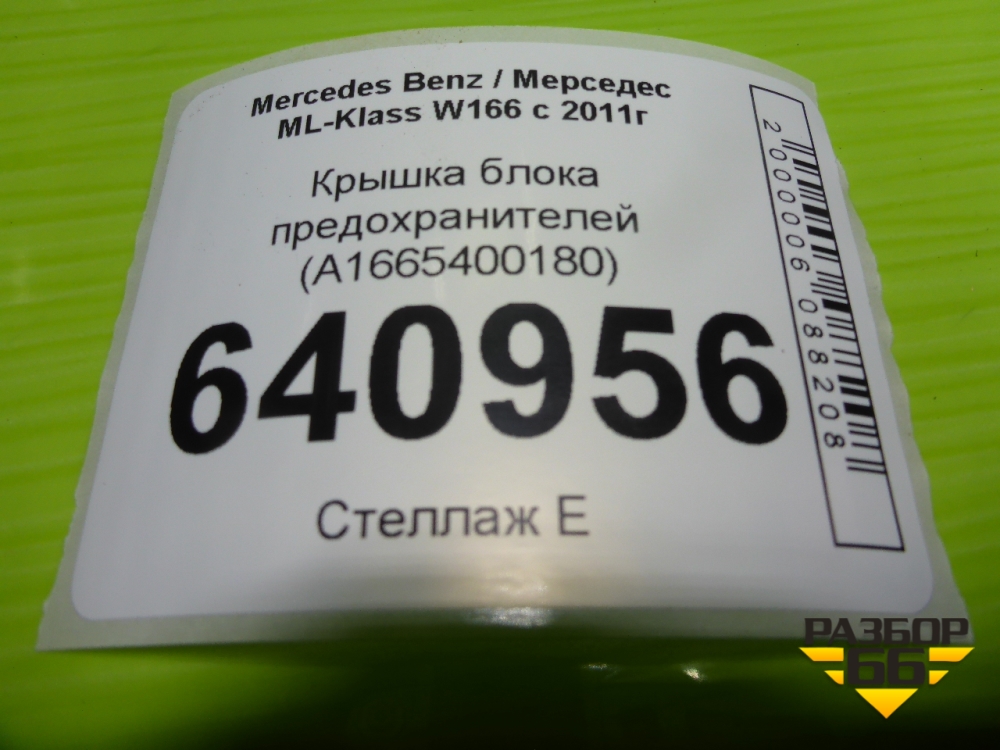 Mercedes Benz / Мерседес
ML-Klass W166 с 2011г
Крышка блока
предохранителей
(A1665400180)
640956
Стеллаж Е
2000006088208
РАЗБОР
66